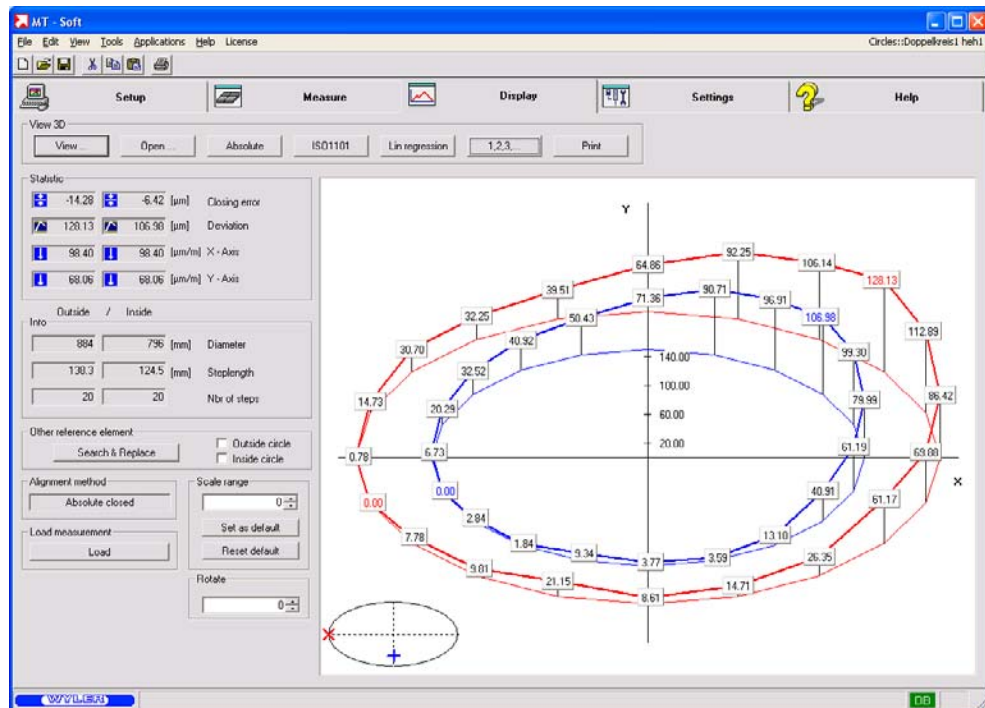 MT - Soft
File Edit View Tools Applications Help License
Circles::Doppelkreis1 heh1
Setup
Measure
Display
Settings
Help
View 3D
View ...
Open ...
Absolute
ISO1101
Lin regression
1,2,3,...
Print
Statistic
-14.28 -6.42 [µm] Closing error
128.13 106.98 [µm] Deviation
98.40 98.40 [µm/m] X - Axis
68.06 68.06 [µm/m] Y - Axis
Outside / Inside
Info
884 796 [mm] Diameter
138.3 124.5 [mm] Steplength
20 20 Nbr of steps
Other reference element
Search & Replace
Outside circle
Inside circle
Alignment method
Absolute closed
Scale range
0
Set as default
Reset default
Load measurement
Load
Rotate
0
Y
92.25
64.86
106.14
128.13
39.51
71.36
90.71
96.91
32.25
50.43
106.98
112.89
30.70
40.92
99.30
140.00
32.52
100.00
86.42
14.73
20.29
79.99
60.00
20.00
0.78
6.73
61.19
69.88
X
0.00
0.00
40.91
61.17
2.84
7.78
1.84
9.34
3.77
3.59
13.10
26.35
9.81
21.15
8.61
14.71
WYLER
DB